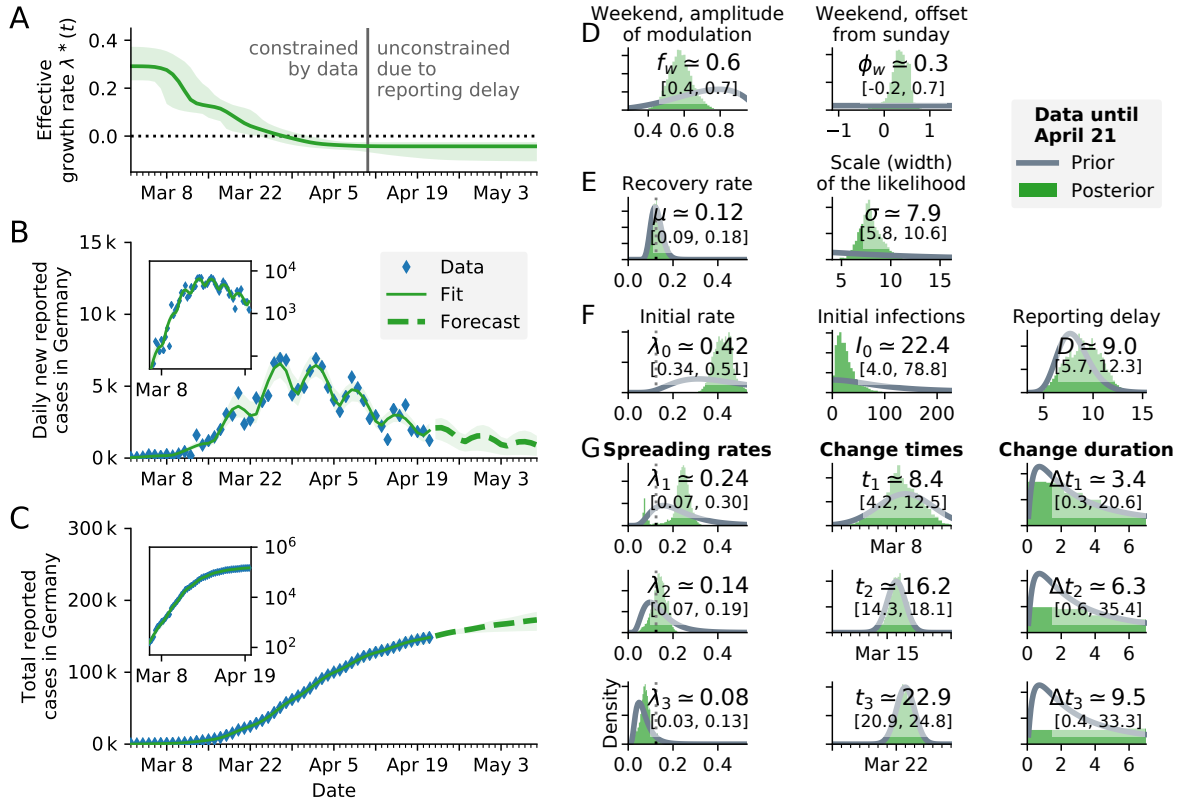 A
Effective
growth rate λ * (t)
0.4
0.2
0.0
constrained
by data
unconstrained
due to
reporting delay
Mar 8
Mar 22
Apr 5
Apr 19
May 3
B
Daily new reported
cases in Germany
15 k
10 k
5 k
0 k
10⁴
10³
Mar 8
Data
Fit
Forecast
Mar 8
Mar 22
Apr 5
Apr 19
May 3
C
Total reported
cases in Germany
300 k
200 k
100 k
0 k
10⁶
10⁴
10²
Mar 8
Apr 19
Mar 8
Mar 22
Apr 5
Apr 19
May 3
Date
D
Weekend, amplitude
of modulation
f_w ≃ 0.6
[0.4, 0.7]
0.4
0.6
0.8
Weekend, offset
from sunday
ϕ_w ≃ 0.3
[-0.2, 0.7]
−1
0
1
Data until
April 21
Prior
Posterior
E
Recovery rate
μ ≃ 0.12
[0.09, 0.18]
0.0
0.2
0.4
Scale (width)
of the likelihood
σ ≃ 7.9
[5.8, 10.6]
5
10
15
F
Initial rate
λ₀ ≃ 0.42
[0.34, 0.51]
0.0
0.2
0.4
Initial infections
I₀ ≃ 22.4
[4.0, 78.8]
0
100
200
Reporting delay
D ≃ 9.0
[5.7, 12.3]
5
10
15
G
Spreading rates
λ₁ ≃ 0.24
[0.07, 0.30]
0.0
0.2
0.4
Change times
t₁ ≃ 8.4
[4.2, 12.5]
Mar 8
Change duration
Δt₁ ≃ 3.4
[0.3, 20.6]
0
2
4
6
λ₂ ≃ 0.14
[0.07, 0.19]
0.0
0.2
0.4
t₂ ≃ 16.2
[14.3, 18.1]
Mar 15
Δt₂ ≃ 6.3
[0.6, 35.4]
0
2
4
6
Density
λ₃ ≃ 0.08
[0.03, 0.13]
0.0
0.2
0.4
t₃ ≃ 22.9
[20.9, 24.8]
Mar 22
Δt₃ ≃ 9.5
[0.4, 33.3]
0
2
4
6